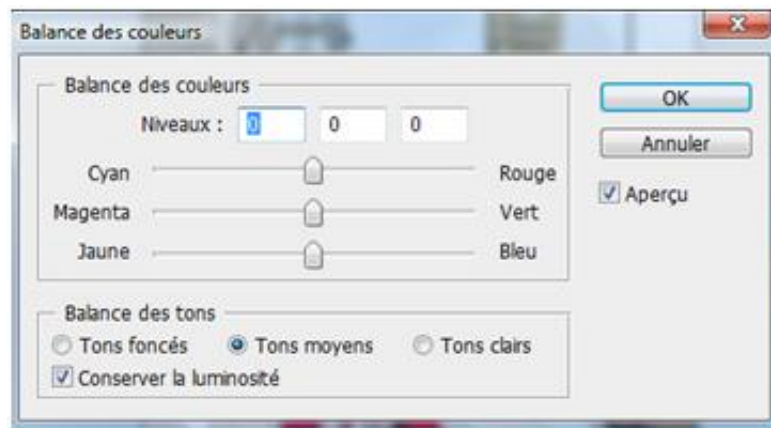 Balance des couleurs
Balance des couleurs
Niveaux : 0 0 0
OK
Annuler
Cyan Rouge
Aperçu
Magenta Vert
Jaune Bleu
Balance des tons
Tons foncés Tons moyens Tons clairs
Conserver la luminosité